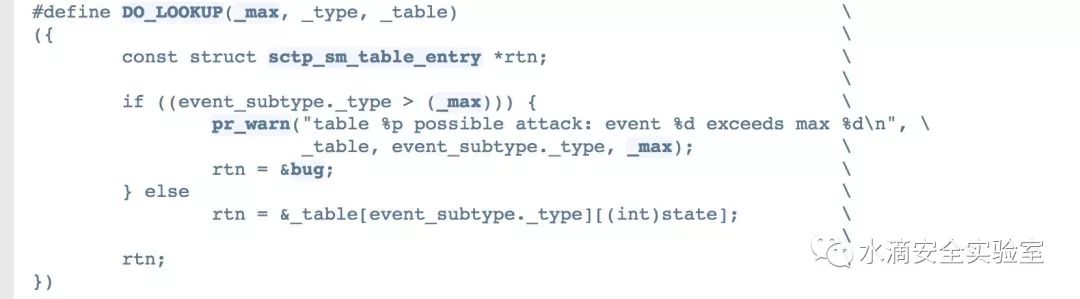 #define DO_LOOKUP(_max, _type, _table) \
({ \
const struct sctp_sm_table_entry *rtn; \
\
if ((event_subtype._type > (_max))) { \
pr_warn("table %p possible attack: event %d exceeds max %d\n", \
_table, event_subtype._type, _max); \
rtn = &bug; \
} else \
rtn = &_table[event_subtype._type][(int)state]; \
\
rtn; \
})
水滴安全实验室